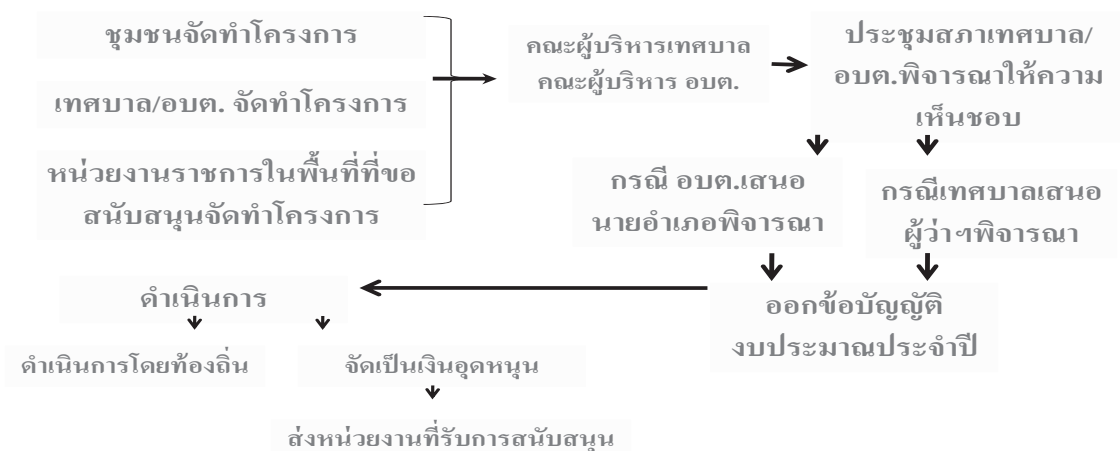 ชุมชนจัดทำโครงการ
เทศบาล/อบต. จัดทำโครงการ
หน่วยงานราชการในพื้นที่ที่ขอ
สนับสนุนจัดทำโครงการ
คณะผู้บริหารเทศบาล
คณะผู้บริหาร อบต.
ประชุมสภาเทศบาล/
อบต.พิจารณาให้ความ
เห็นชอบ
กรณี อบต.เสนอ
นายอำเภอพิจารณา
กรณีเทศบาลเสนอ
ผู้ว่าฯพิจารณา
ออกข้อบัญญัติ
งบประมาณประจำปี
ดำเนินการ
ดำเนินการโดยท้องถิ่น
จัดเป็นเงินอุดหนุน
ส่งหน่วยงานที่รับการสนับสนุน